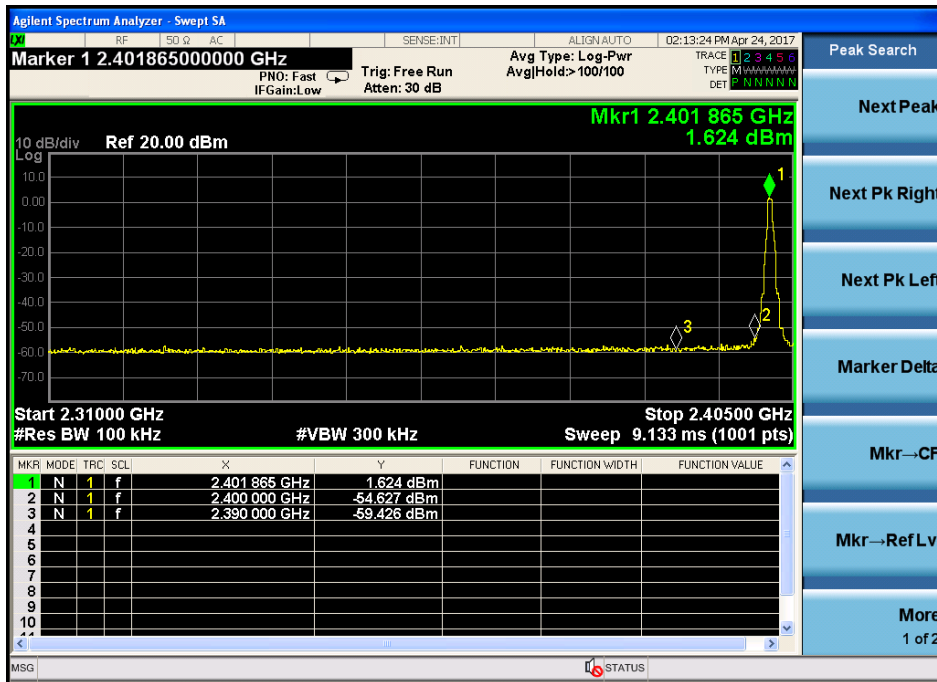 Agilent Spectrum Analyzer - Swept SA
LXI RF 50 Ω AC SENSE:INT ALIGN AUTO 02:13:24 PM Apr 24, 2017
Marker 1 2.401865000000 GHz
PNO: Fast
IFGain:Low
Trig: Free Run
Atten: 30 dB
Avg Type: Log-Pwr
Avg|Hold:>100/100
TRACE 1 2 3 4 5 6
TYPE M
DET P N N N N N
Peak Search
Mkr1 2.401 865 GHz
1.624 dBm
10 dB/div Ref 20.00 dBm
Log
10.0
0.00
-10.0
-20.0
-30.0
-40.0
-50.0
-60.0
-70.0
1
2
3
Start 2.31000 GHz Stop 2.40500 GHz
#Res BW 100 kHz #VBW 300 kHz Sweep 9.133 ms (1001 pts)
MKR MODE TRC SCL X Y FUNCTION FUNCTION WIDTH FUNCTION VALUE
1 N 1 f 2.401 865 GHz 1.624 dBm
2 N 1 f 2.400 000 GHz -54.627 dBm
3 N 1 f 2.390 000 GHz -59.426 dBm
4
5
6
7
8
9
10
11
Next Peak
Next Pk Right
Next Pk Left
Marker Delta
Mkr→CF
Mkr→Ref Lv
More
1 of 2
MSG STATUS